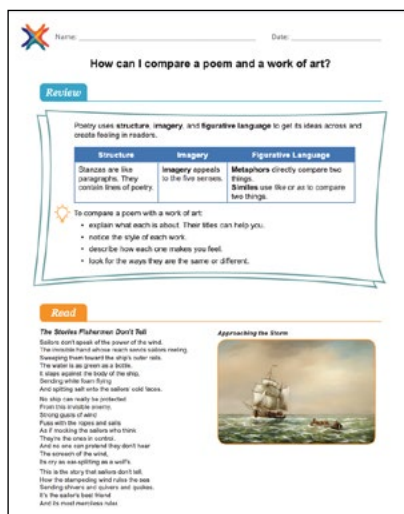 Name:
Date:
How can I compare a poem and a work of art?
Review
Poetry uses structure, imagery, and figurative language to get its ideas across and
create feeling in readers.
Structure
Imagery
Figurative Language
Stanzas are like
paragraphs. They
contain lines of poetry.
Imagery appeals
to the five senses.
Metaphors directly compare two
things.
Similes use like or as to compare
two things.
To compare a poem with a work of art:
• explain what each is about. Their titles can help you.
• notice the style of each work.
• describe how each one makes you feel.
• look for the ways they are the same or different.
Read
The Stories Fishermen Don't Tell
Sailors don't speak of the power of the wind.
The invisible hand whose reach sends sailors reeling.
Sweeping them toward the ship's outer rails.
The water is as green as a bottle.
It slaps against the body of the ship,
Sending white foam flying
And spitting salt onto the sailors' cold faces.
No ship can really be protected
From this invisible enemy.
Strong gusts of wind
Fuss with the ropes and sails
As if mocking the sailors who think
They're the ones in control.
And no one can pretend they don't hear
The screech of the wind,
Its cry as ear-splitting as a wolf's.
This is the story that sailors don't tell.
How the stampeding wind rules the sea
Sending shivers and quivers and quakes.
It's the sailor's best friend
And its most merciless ruler.
Approaching the Storm